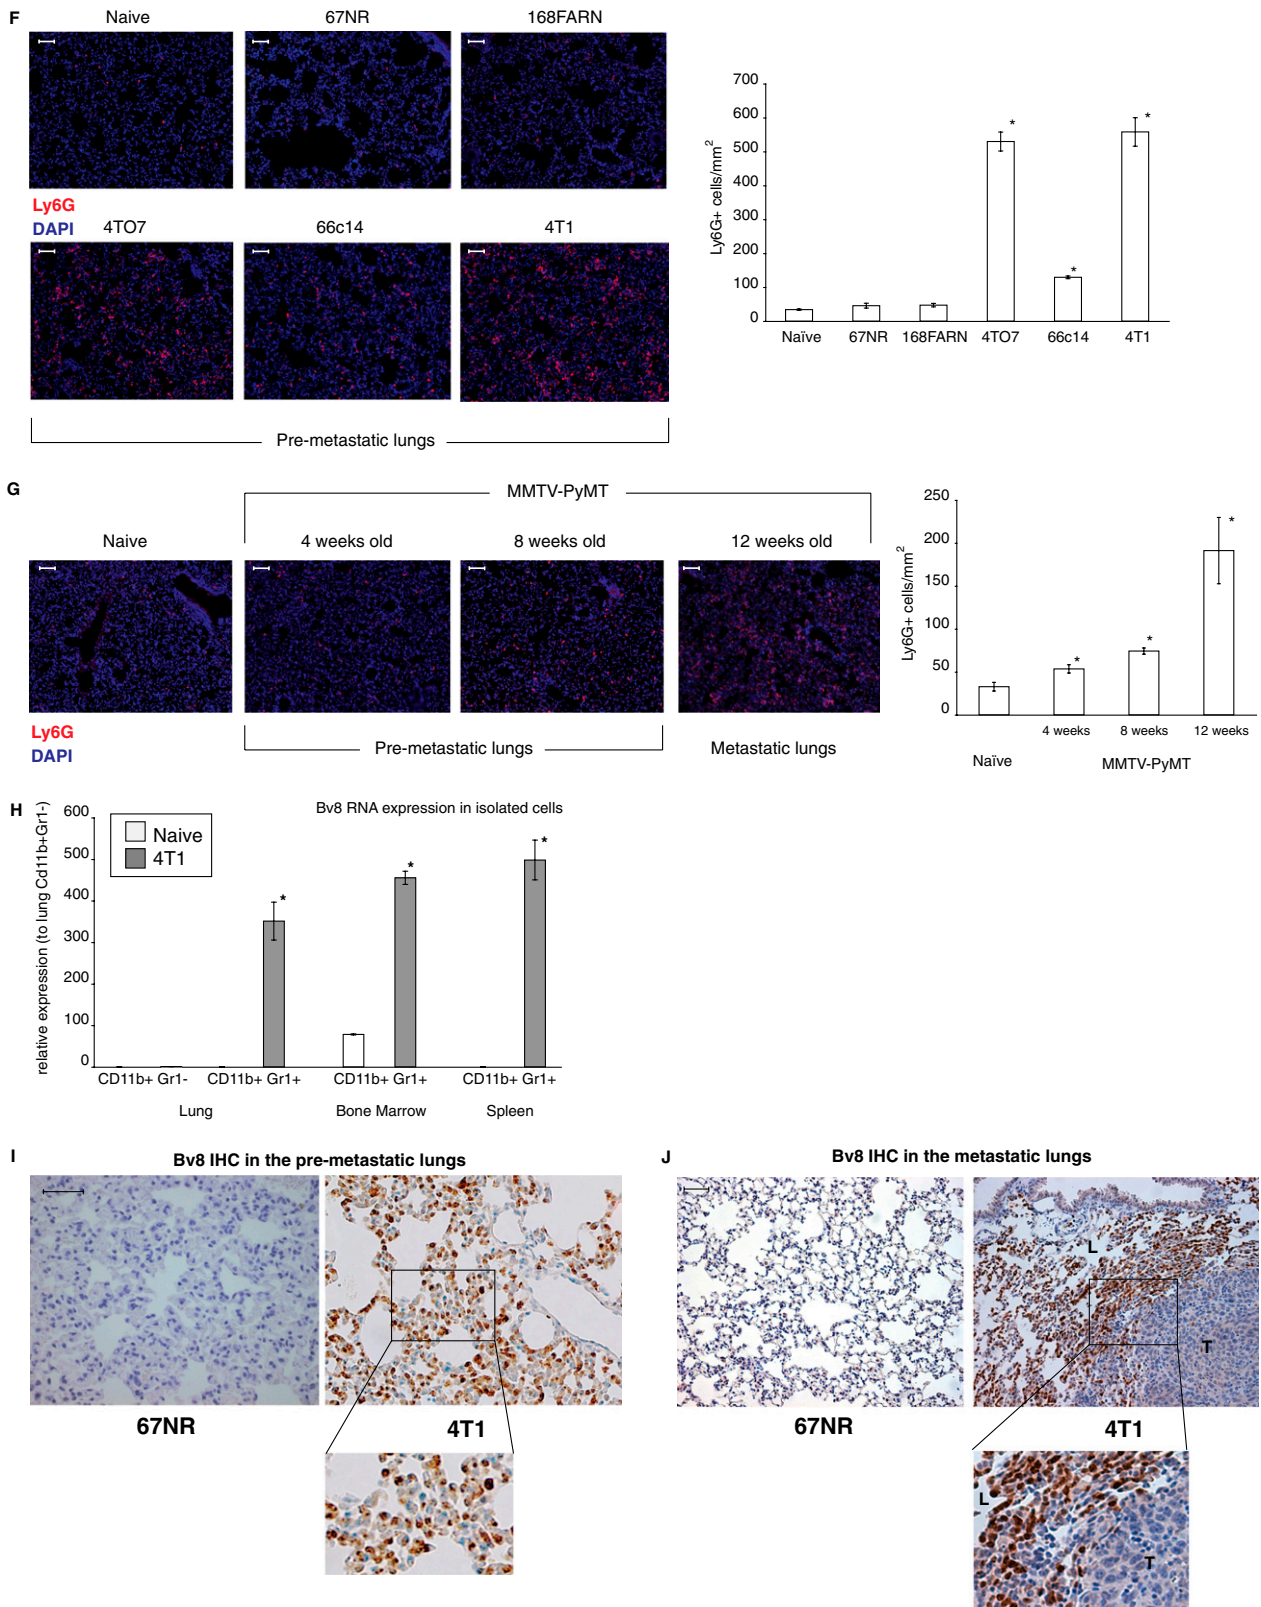 F
Naive 67NR 168FARN
Ly6G
DAPI
4TO7 66c14 4T1
Pre-metastatic lungs
700
600
500
400
300
200
100
0
Ly6G+ cells/mm2
* * *
Naïve 67NR 168FARN 4TO7 66c14 4T1
G
MMTV-PyMT
Naive 4 weeks old 8 weeks old 12 weeks old
Ly6G
DAPI
Pre-metastatic lungs Metastatic lungs
250
200
150
100
50
0
Ly6G+ cells/mm2
* * *
4 weeks 8 weeks 12 weeks
Naïve MMTV-PyMT
H
Bv8 RNA expression in isolated cells
Naive
4T1
600
500
400
300
200
100
0
relative expression (to lung Cd11b+Gr1-)
* * *
CD11b+ Gr1- CD11b+ Gr1+ CD11b+ Gr1+ CD11b+ Gr1+
Lung Bone Marrow Spleen
I
Bv8 IHC in the pre-metastatic lungs
67NR 4T1
J
Bv8 IHC in the metastatic lungs
L
T
67NR 4T1
L
T